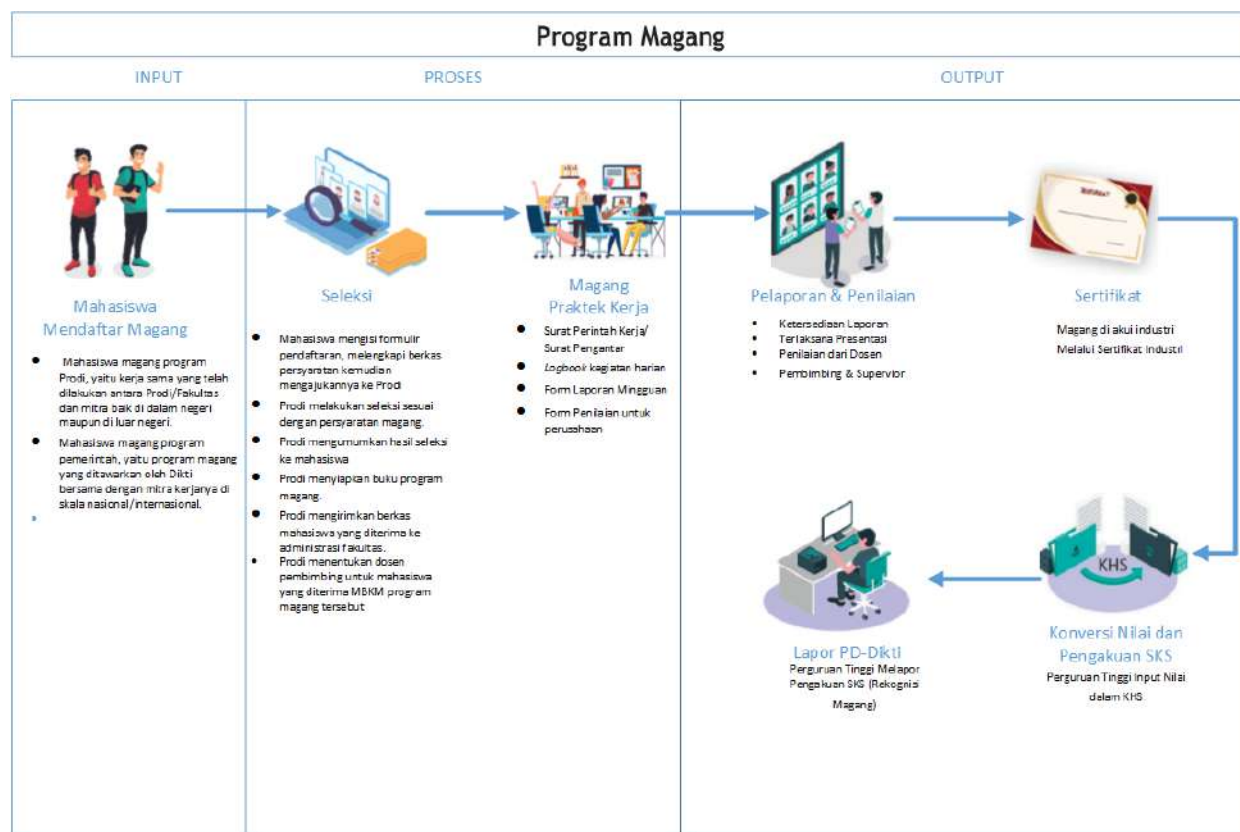 Program Magang
INPUT
PROSES
OUTPUT
Mahasiswa
Mendaftar Magang
Mahasiswa magang program
Prodi, yaitu kerja sama yang telah
dilakukan antara Prodi/Fakultas
dan mitra baik di dalam negeri
maupun di luar negeri.
Mahasiswa magang program
pemerintah, yaitu program magang
yang ditawarkan oleh Dikti
bersama dengan mitra kerjanya di
skala nasional/internasional.
Seleksi
Mahasiswa mengisi formulir
perdaftaran, melengkapi berkas
persyaratan kemudian
mengajukannya ke Prodi
Prodi melakukan seleksi sesuai
dengan persyaratan magang.
Prodi mengumumkan hasil seleksi
ke mahasiswa
Prodi menyiapkan buku program
magang.
Prodi mengirimkan berkas
mahasiswa yang diterima ke
administrasi fakultas.
Prodi menentukan dosen
pembimbing untuk mahasiswa
yang diterima MBKM program
magang tersebut
Magang
Praktek Kerja
Surat Perintah Kerja/
Surat Pengantar
Logbook kagiatan harian
Form Laporan Mingguan
Form Penilaian untuk
perusahaan
Pelaporan & Penilaian
Ketersediaan Laporan
Terlaksana Presentasi
Penilaian dari Dosen
Pembimbing & Supervior
Sertifikat
Magang di akui industri
Melalui Sertifikat Industri
KHS
Konversi Nilai dan
Pengakuan SKS
Perguruan Tinggi Input Nilai
dalam KHS.
Lapor PD-Dikti
Perguruan Tinggi Melapor
Pengakuan SKS (Rekognisi
Magang)